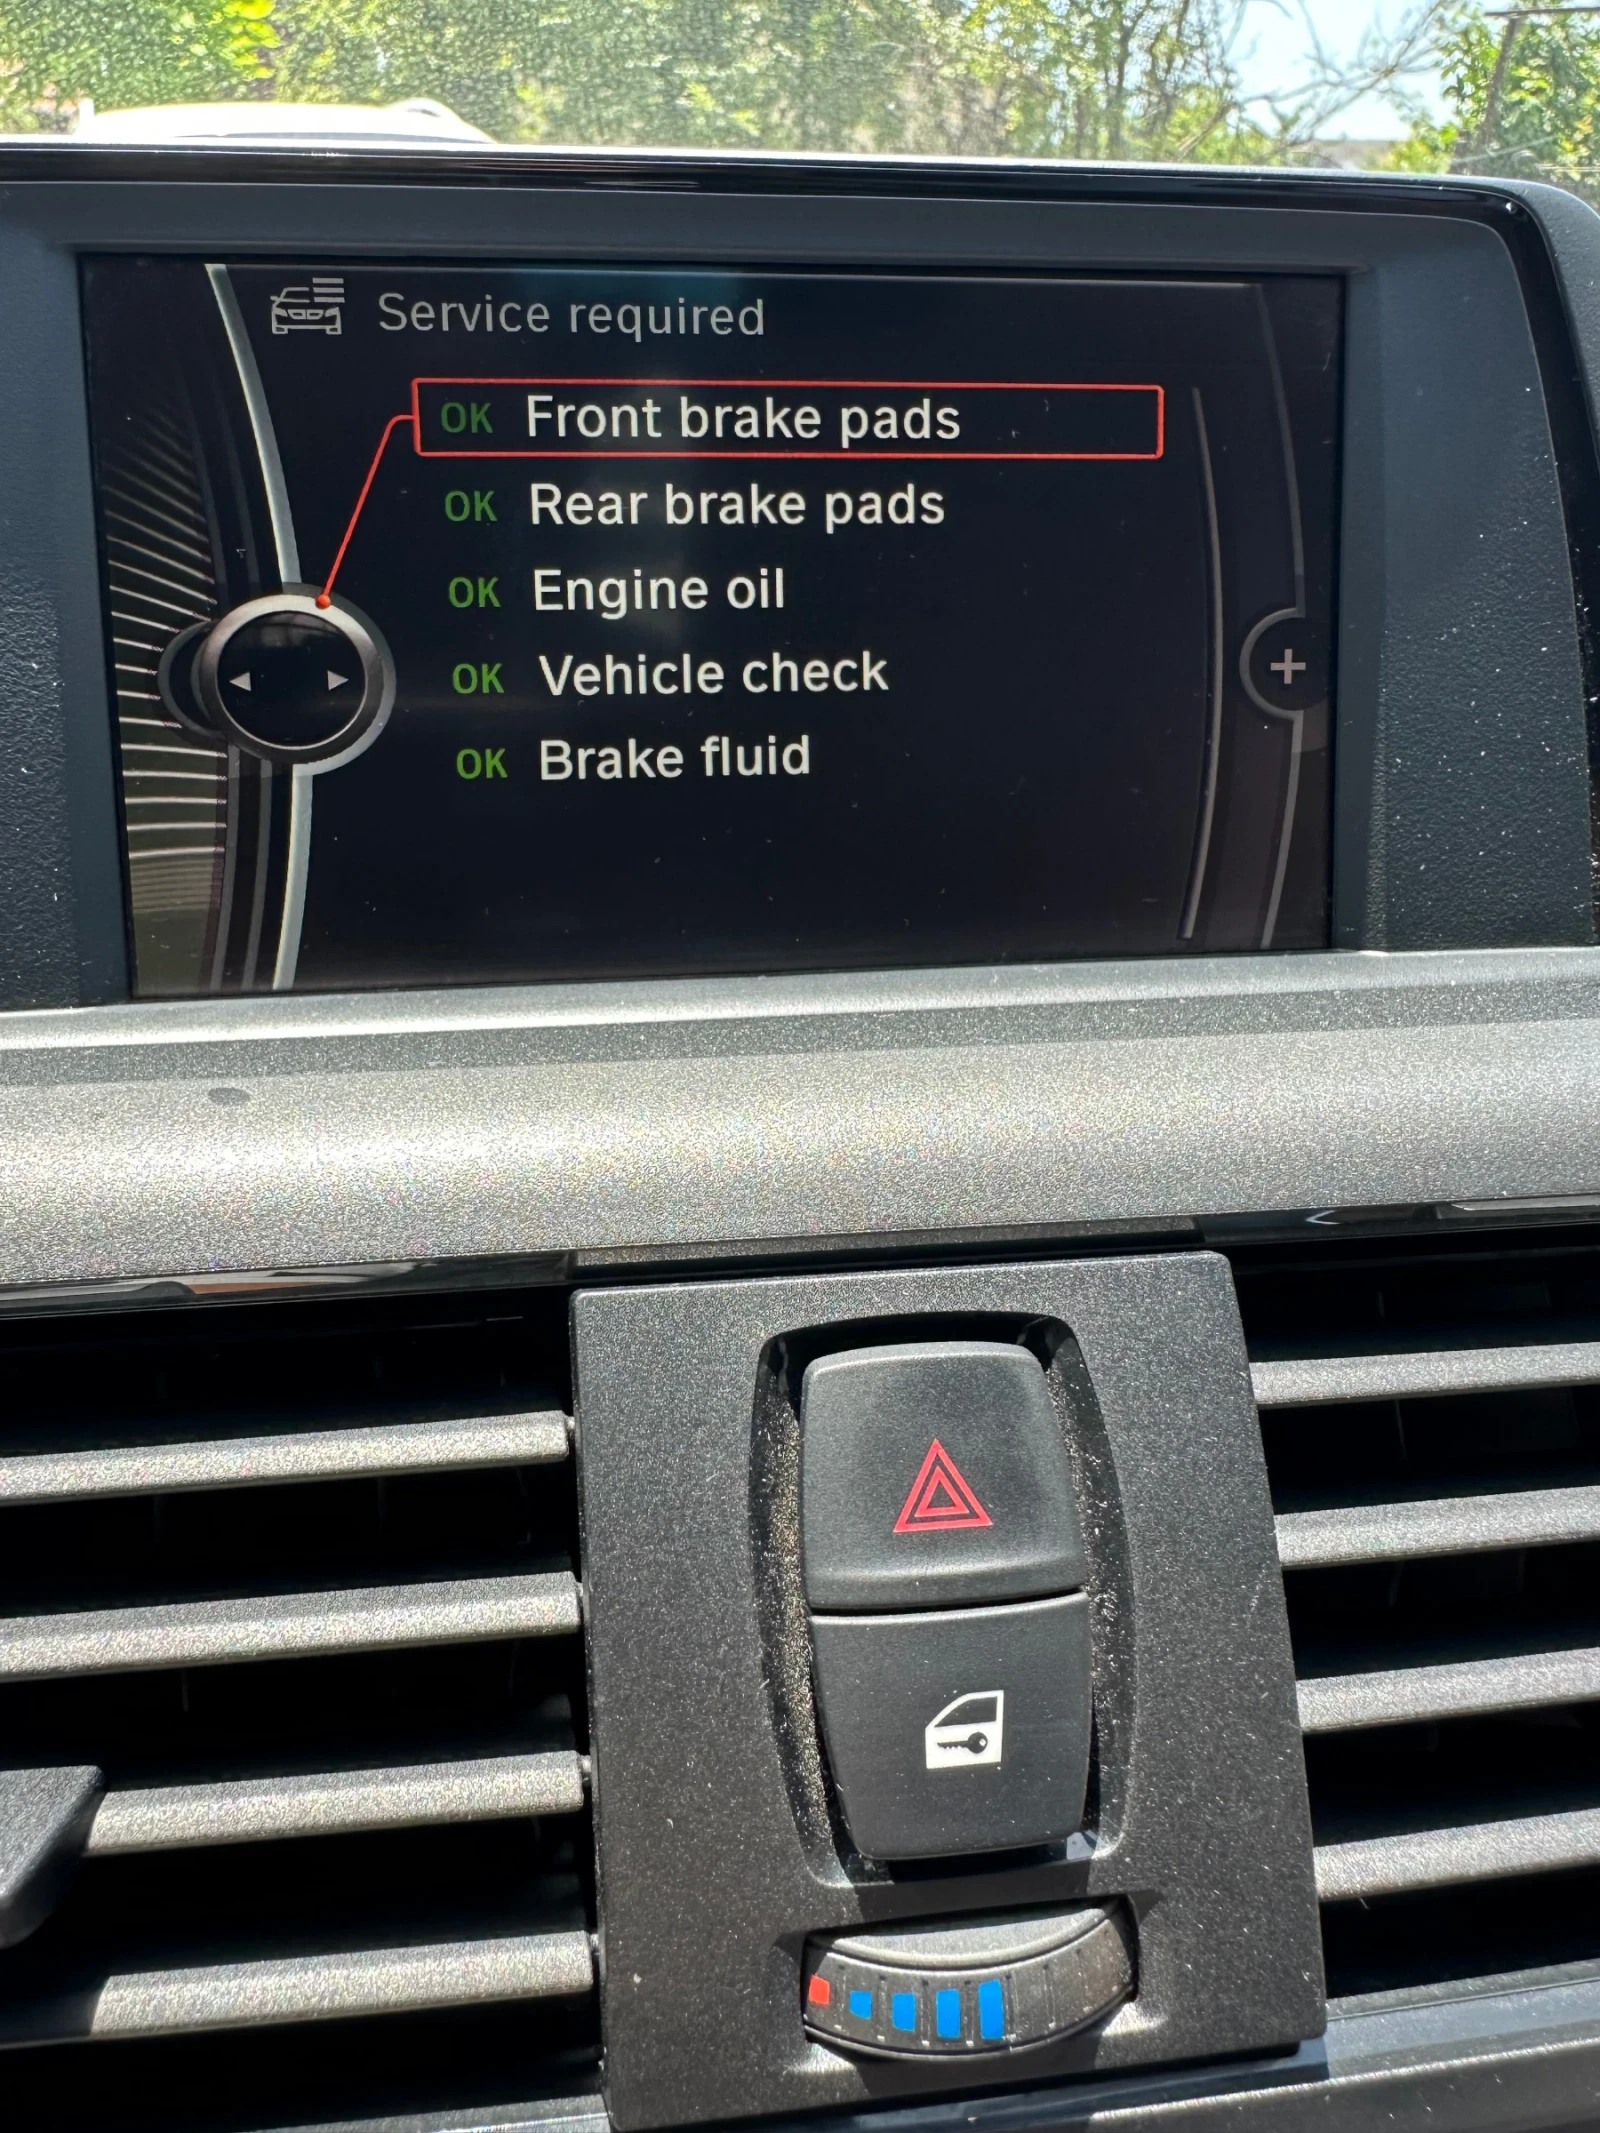 Service required
OK Front brake pads
OK Rear brake pads
OK Engine oil
OK Vehicle check
OK Brake fluid